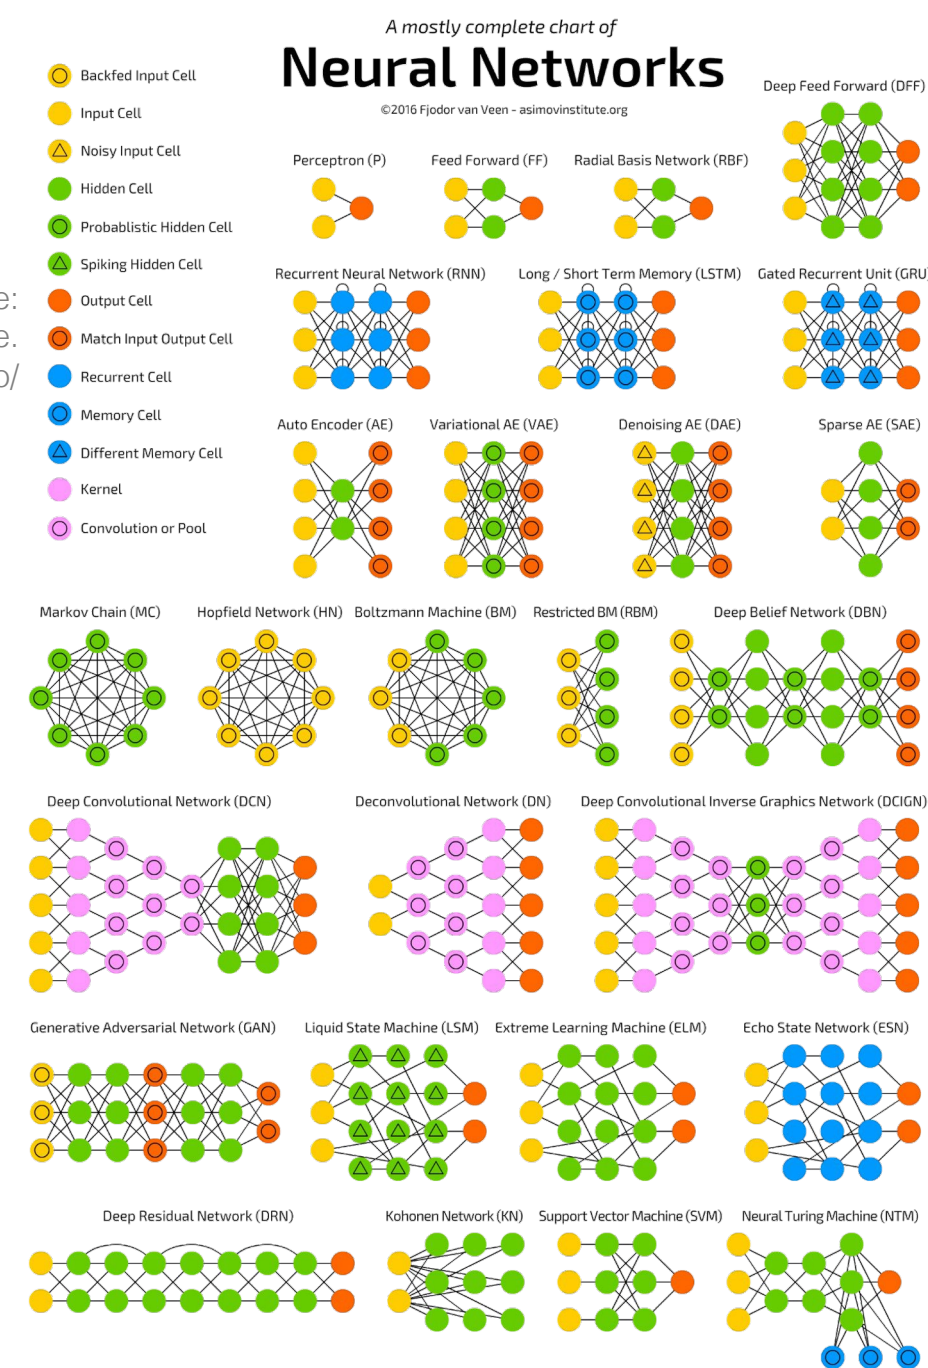 A mostly complete chart of
Neural Networks
©2016 Fjodor van Veen - asimovinstitute.org
Backfed Input Cell
Input Cell
Noisy Input Cell
Hidden Cell
Probablistic Hidden Cell
Spiking Hidden Cell
Output Cell
Match Input Output Cell
Recurrent Cell
Memory Cell
Different Memory Cell
Kernel
Convolution or Pool
e:
e.
o/
Deep Feed Forward (DFF)
Perceptron (P)
Feed Forward (FF)
Radial Basis Network (RBF)
Recurrent Neural Network (RNN)
Long / Short Term Memory (LSTM)
Gated Recurrent Unit (GRU)
Auto Encoder (AE)
Variational AE (VAE)
Denoising AE (DAE)
Sparse AE (SAE)
Markov Chain (MC)
Hopfield Network (HN)
Boltzmann Machine (BM)
Restricted BM (RBM)
Deep Belief Network (DBN)
Deep Convolutional Network (DCN)
Deconvolutional Network (DN)
Deep Convolutional Inverse Graphics Network (DCIGN)
Generative Adversarial Network (GAN)
Liquid State Machine (LSM)
Extreme Learning Machine (ELM)
Echo State Network (ESN)
Deep Residual Network (DRN)
Kohonen Network (KN)
Support Vector Machine (SVM)
Neural Turing Machine (NTM)